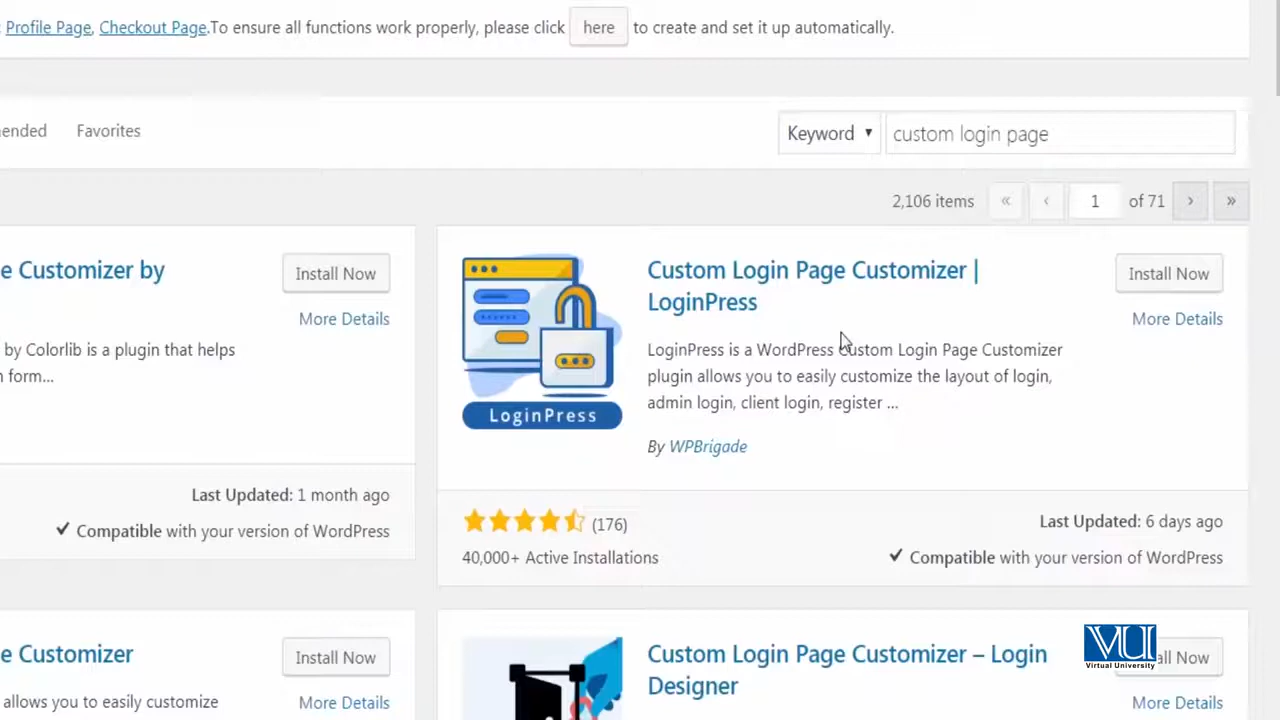 Profile Page, Checkout Page.To ensure all functions work properly, please click here to create and set it up automatically.
ended Favorites
Keyword ▼ custom login page
2,106 items « ‹ 1 of 71 › »
e Customizer by
Install Now
More Details
by Colorlib is a plugin that helps
n form...
Last Updated: 1 month ago
✔ Compatible with your version of WordPress
LoginPress
Custom Login Page Customizer |
LoginPress
Install Now
More Details
LoginPress is a WordPress Custom Login Page Customizer
plugin allows you to easily customize the layout of login,
admin login, client login, register ...
By WPBrigade
(176)
Last Updated: 6 days ago
40,000+ Active Installations
✔ Compatible with your version of WordPress
e Customizer
Install Now
More Details
allows you to easily customize
Custom Login Page Customizer – Login
Designer
all Now
More Details
VU
Virtual University